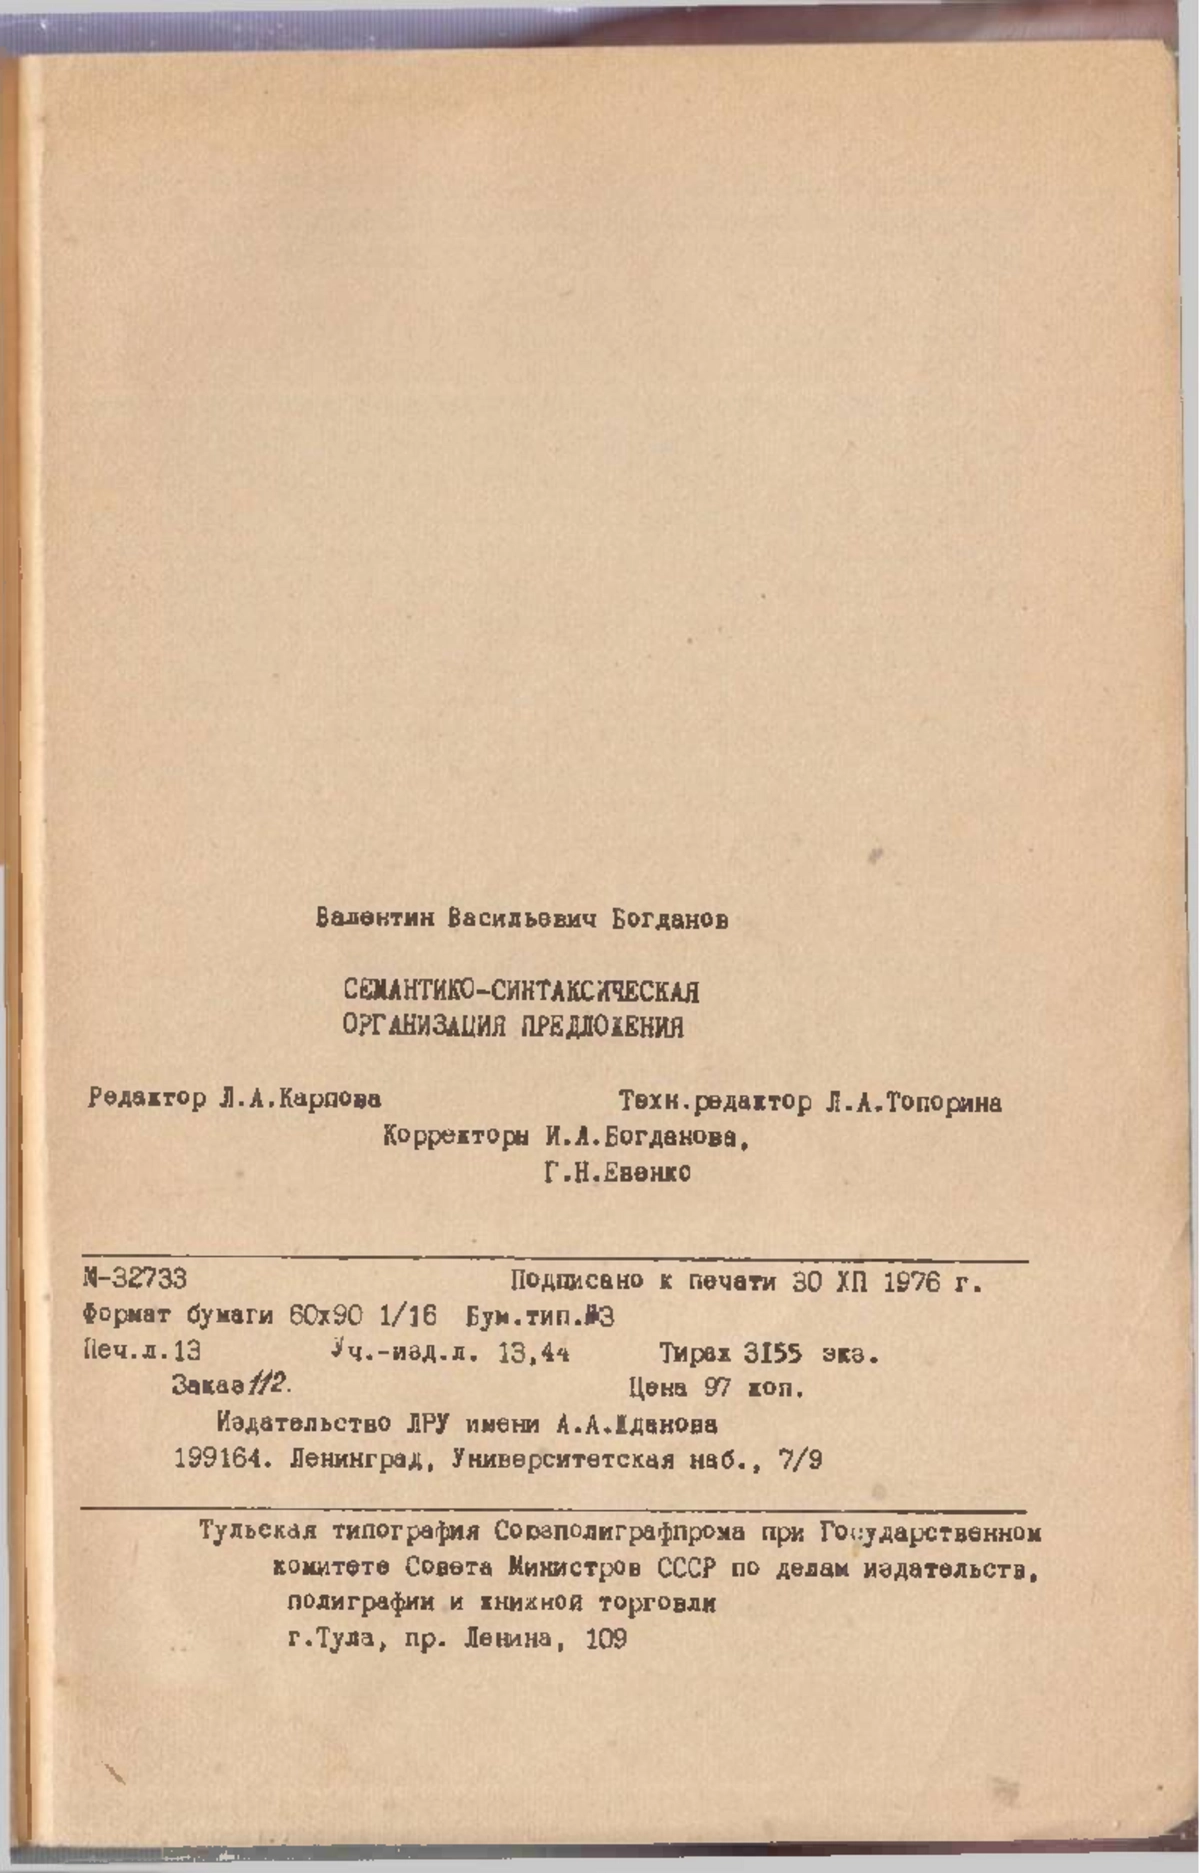 Валентин Васильевич Богданов
СЕМАНТИКО-СИНТАКСИЧЕСКАЯ
ОРГАНИЗАЦИЯ ПРЕДЛОЖЕНИЯ
Редактор Л.А.Карпова Техн.редактор Л.А.Топорина
Корректоры И.А.Богданова,
Г.Н.Евенко
М-32733 Подписано к печати 30 ХП 1976 г.
Формат бумаги 60х90 1/16 Бум.тип.№3
Печ.л.13 Уч.-изд.л. 13,44 Тираж 3155 экз.
Заказ 112. Цена 97 коп.
Издательство ЛГУ имени А.А.Жданова
199164. Ленинград, Университетская наб., 7/9
Тульская типография Союзполиграфпрома при Государственном
комитете Совета Министров СССР по делам издательств,
полиграфии и книжной торговли
г.Тула, пр. Ленина, 109